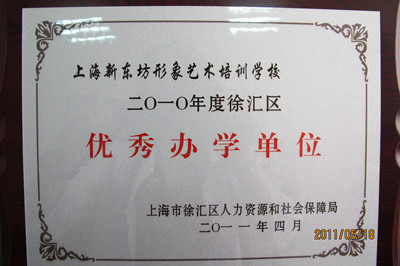 上海新东坊形象艺术培训学校
二○一○年度徐汇区
优秀办学单位
上海市徐汇区人力资源和社会保障局
二○一一年四月
2011/05/18